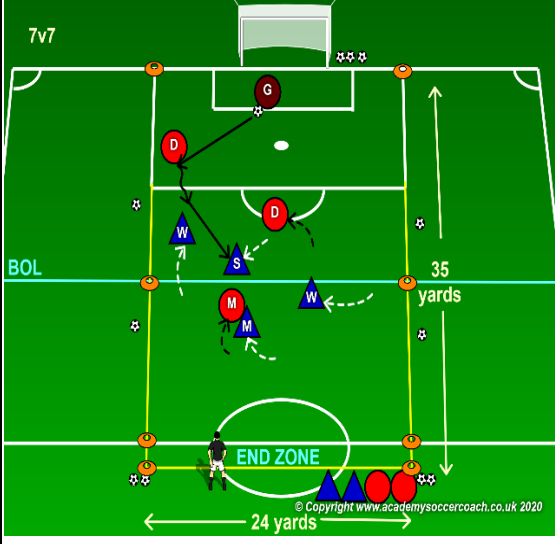 7v7
G
D
D
W
S
BOL
W
35
yards
M
M
END ZONE
© Copyright www.academysoccercoach.co.uk 2020
24 yards